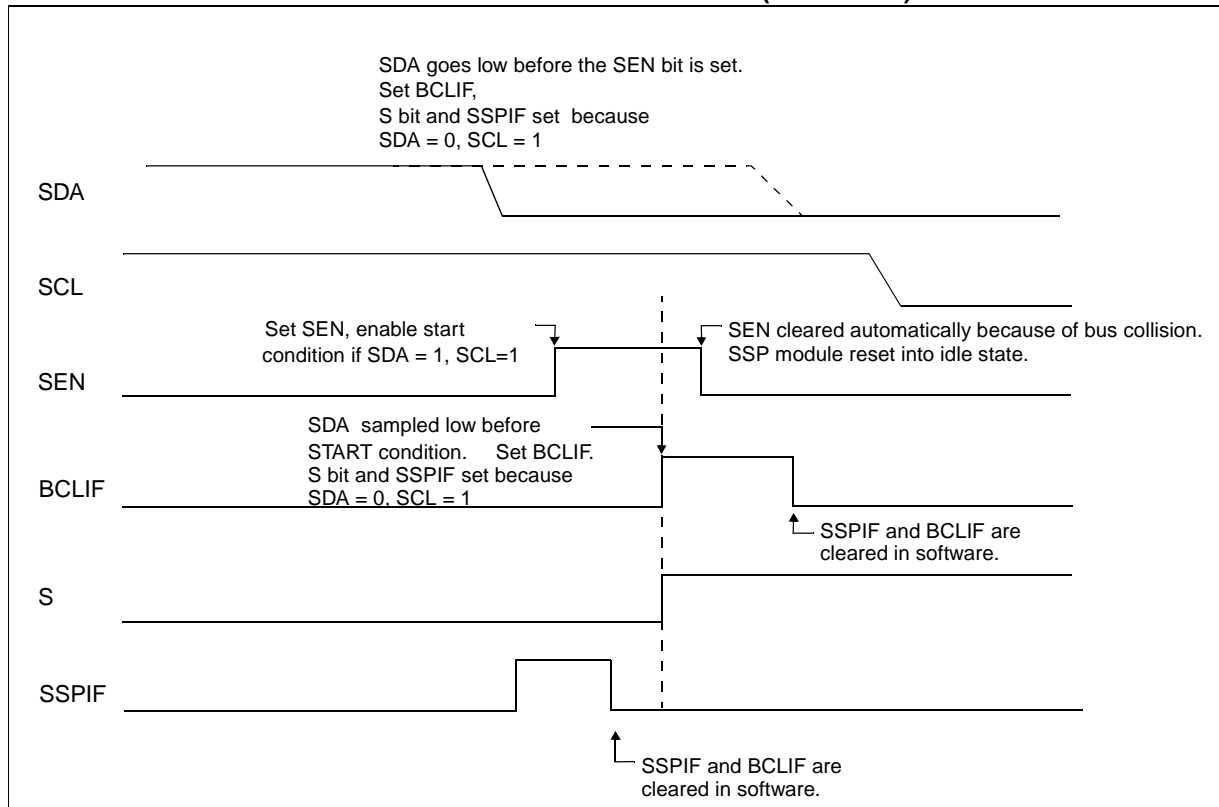 SDA goes low before the SEN bit is set.
Set BCLIF,
S bit and SSPIF set because
SDA = 0, SCL = 1
SDA
SCL
Set SEN, enable start
condition if SDA = 1, SCL=1
SEN cleared automatically because of bus collision.
SSP module reset into idle state.
SEN
SDA sampled low before
START condition. Set BCLIF.
S bit and SSPIF set because
SDA = 0, SCL = 1
BCLIF
SSPIF and BCLIF are
cleared in software.
S
SSPIF
SSPIF and BCLIF are
cleared in software.